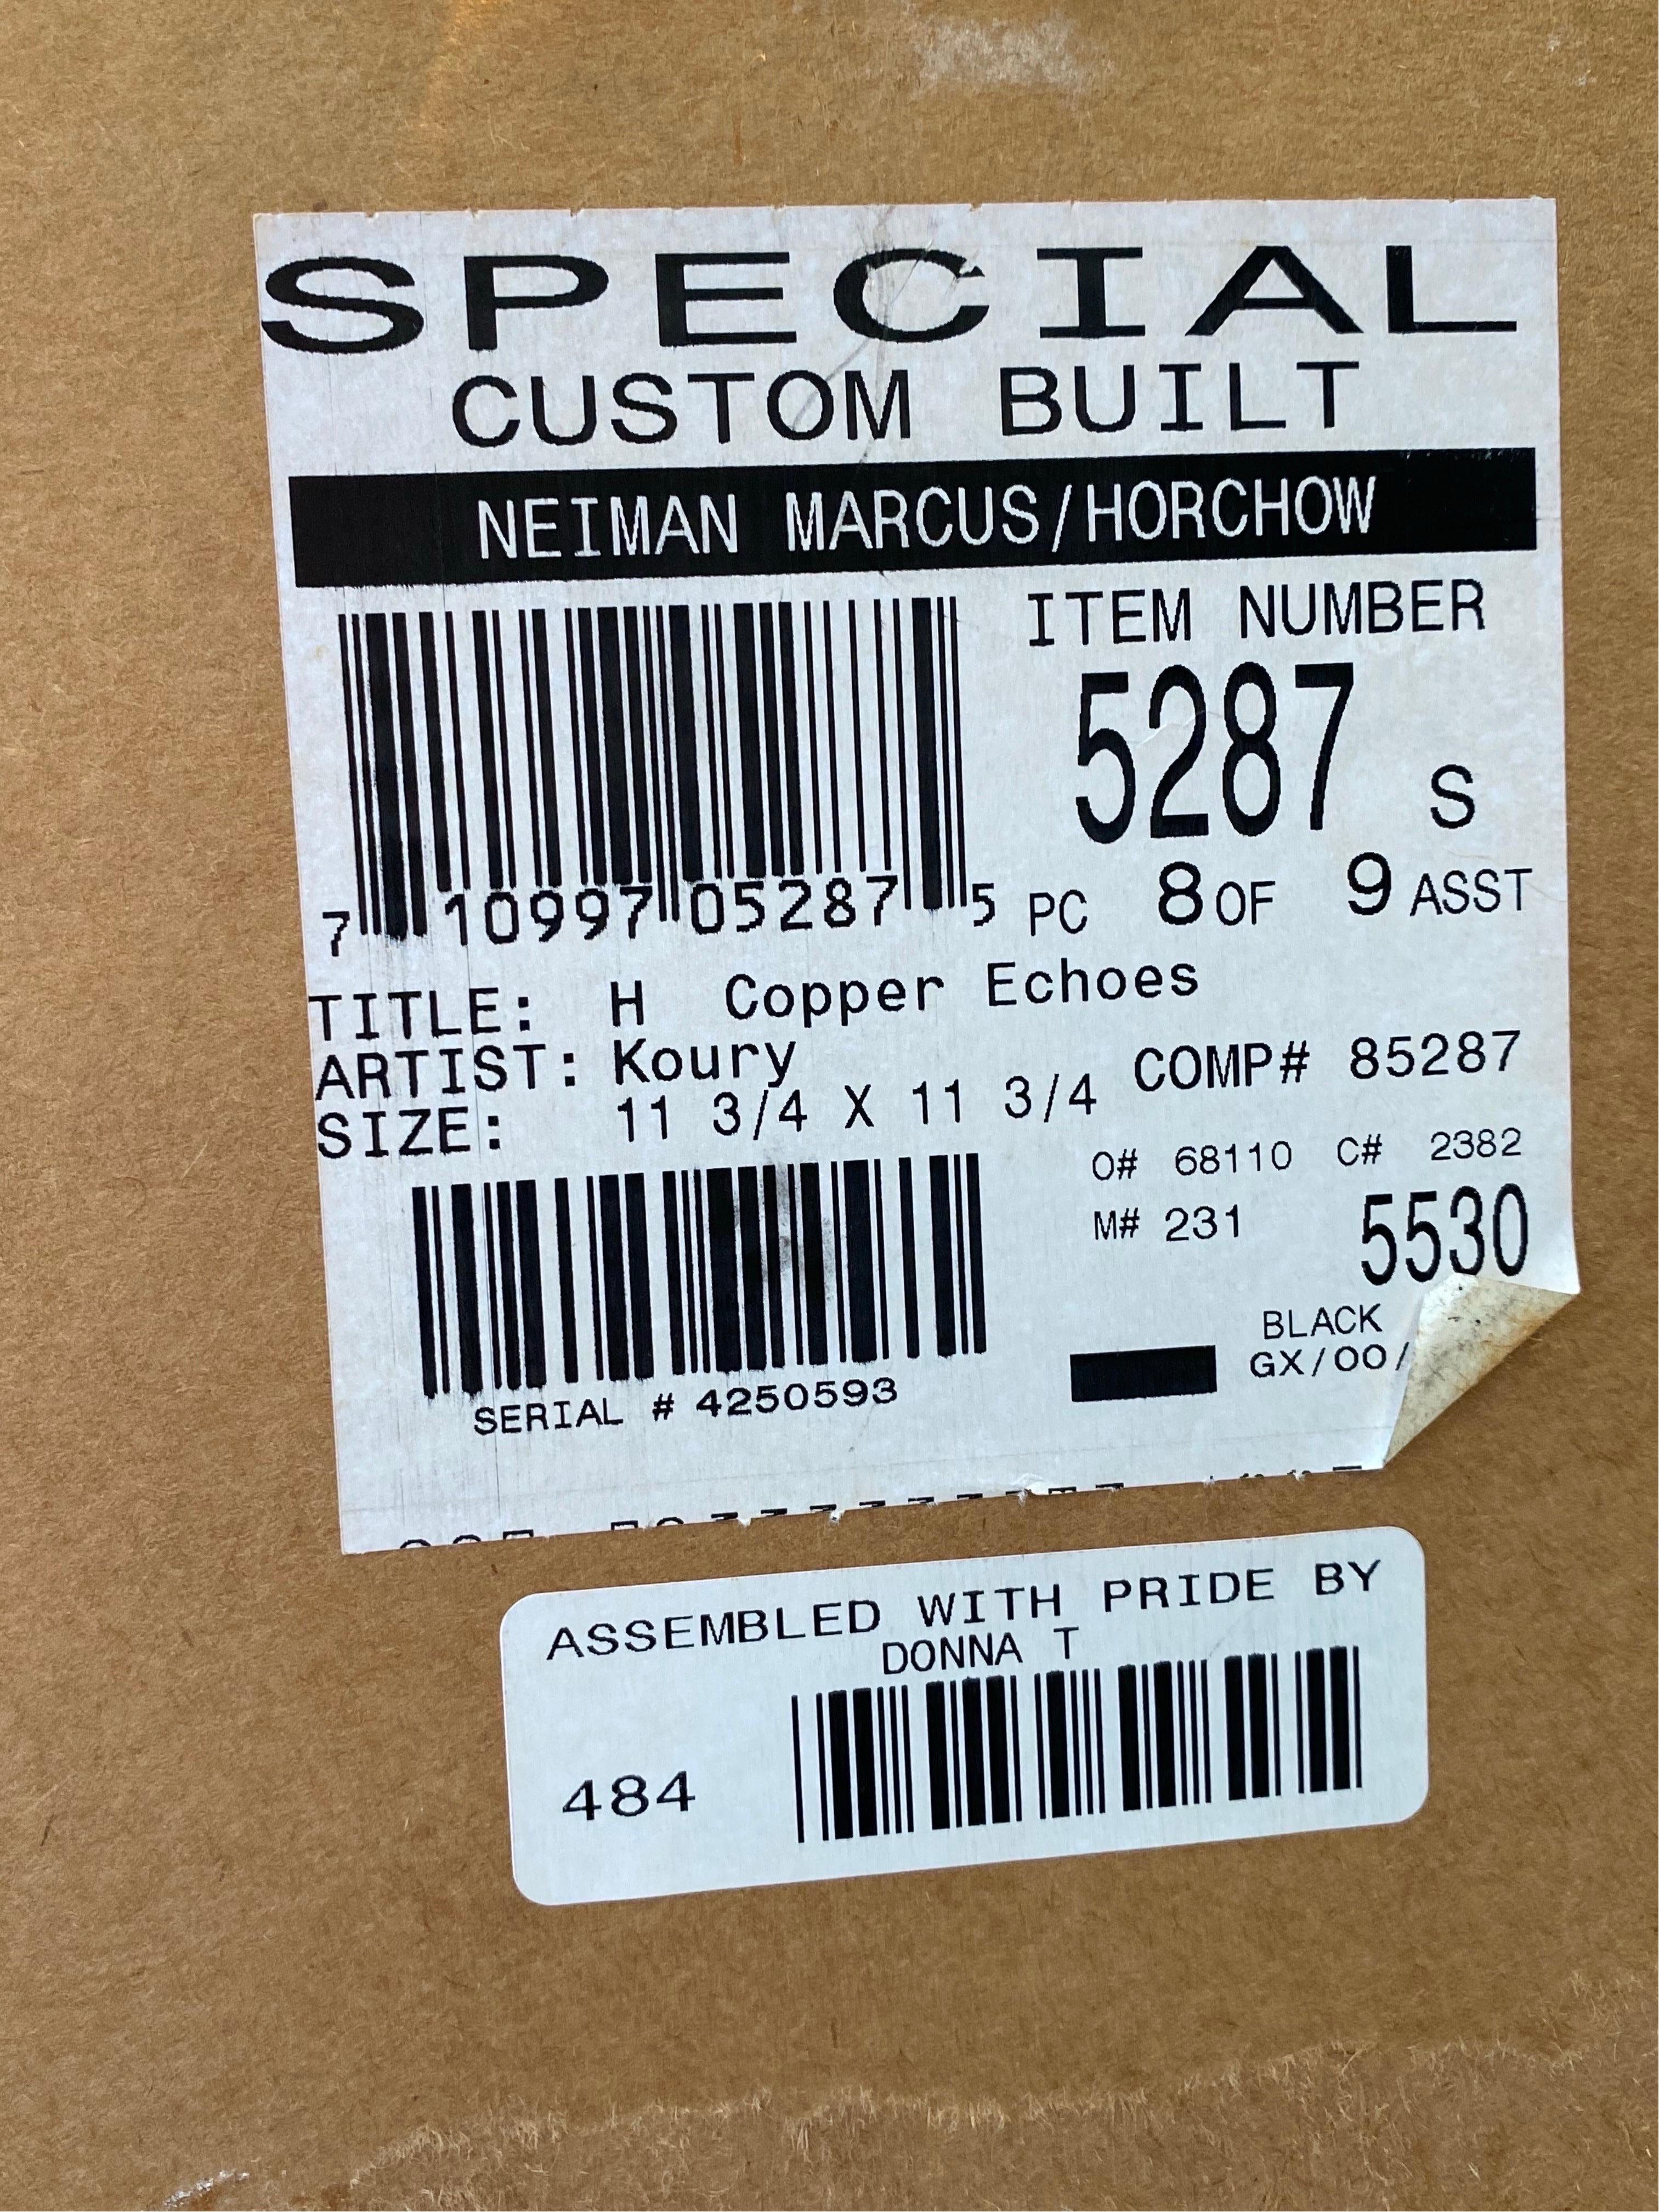 SPECIAL
CUSTOM BUILT
NEIMAN MARCUS/HORCHOW
ITEM NUMBER
5287 S
7 10997 05287 5
PC 8 OF 9 ASST
TITLE: H Copper Echoes
ARTIST: Koury
COMP# 85287
SIZE: 11 3/4 X 11 3/4
O# 68110 C# 2382
M# 231
5530
BLACK
GX/OO/
SERIAL # 4250593
ASSEMBLED WITH PRIDE BY
DONNA T
484